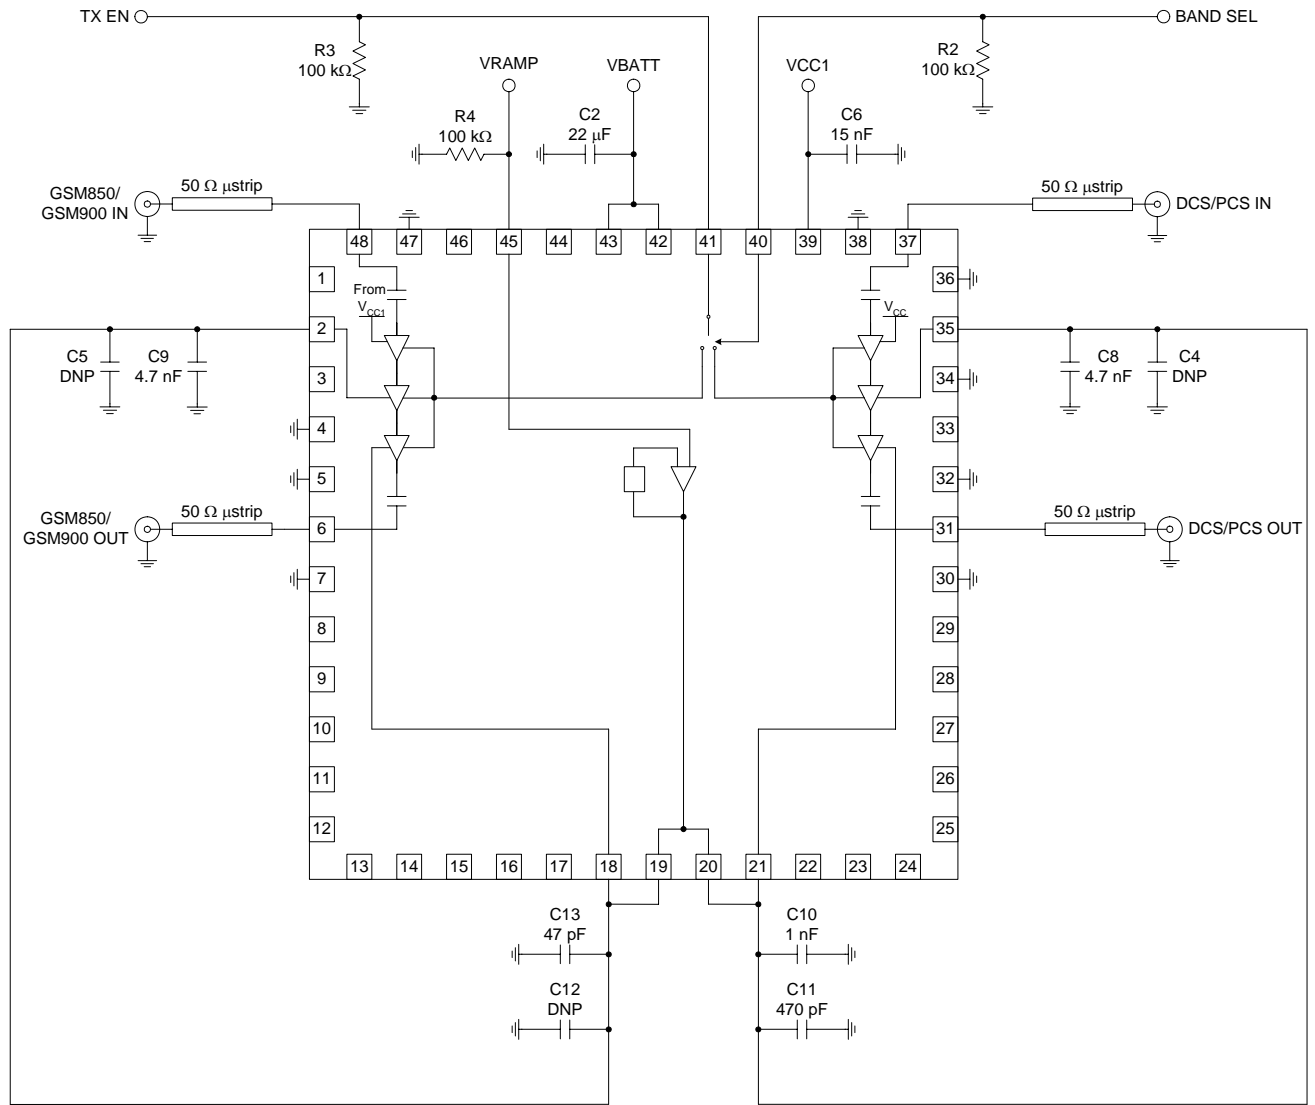 TX EN
BAND SEL
R3
100 kΩ
VRAMP
VBATT
VCC1
R2
100 kΩ
R4
100 kΩ
C2
22 μF
C6
15 nF
GSM850/
GSM900 IN
50 Ω μstrip
50 Ω μstrip
DCS/PCS IN
48
47
46
45
44
43
42
41
40
39
38
37
1
From
VCC1
VCC
36
2
35
C5
DNP
C9
4.7 nF
C8
4.7 nF
C4
DNP
3
34
4
33
5
32
GSM850/
GSM900 OUT
50 Ω μstrip
6
31
50 Ω μstrip
DCS/PCS OUT
7
30
8
29
9
28
10
27
11
26
12
25
13
14
15
16
17
18
19
20
21
22
23
24
C13
47 pF
C10
1 nF
C12
DNP
C11
470 pF